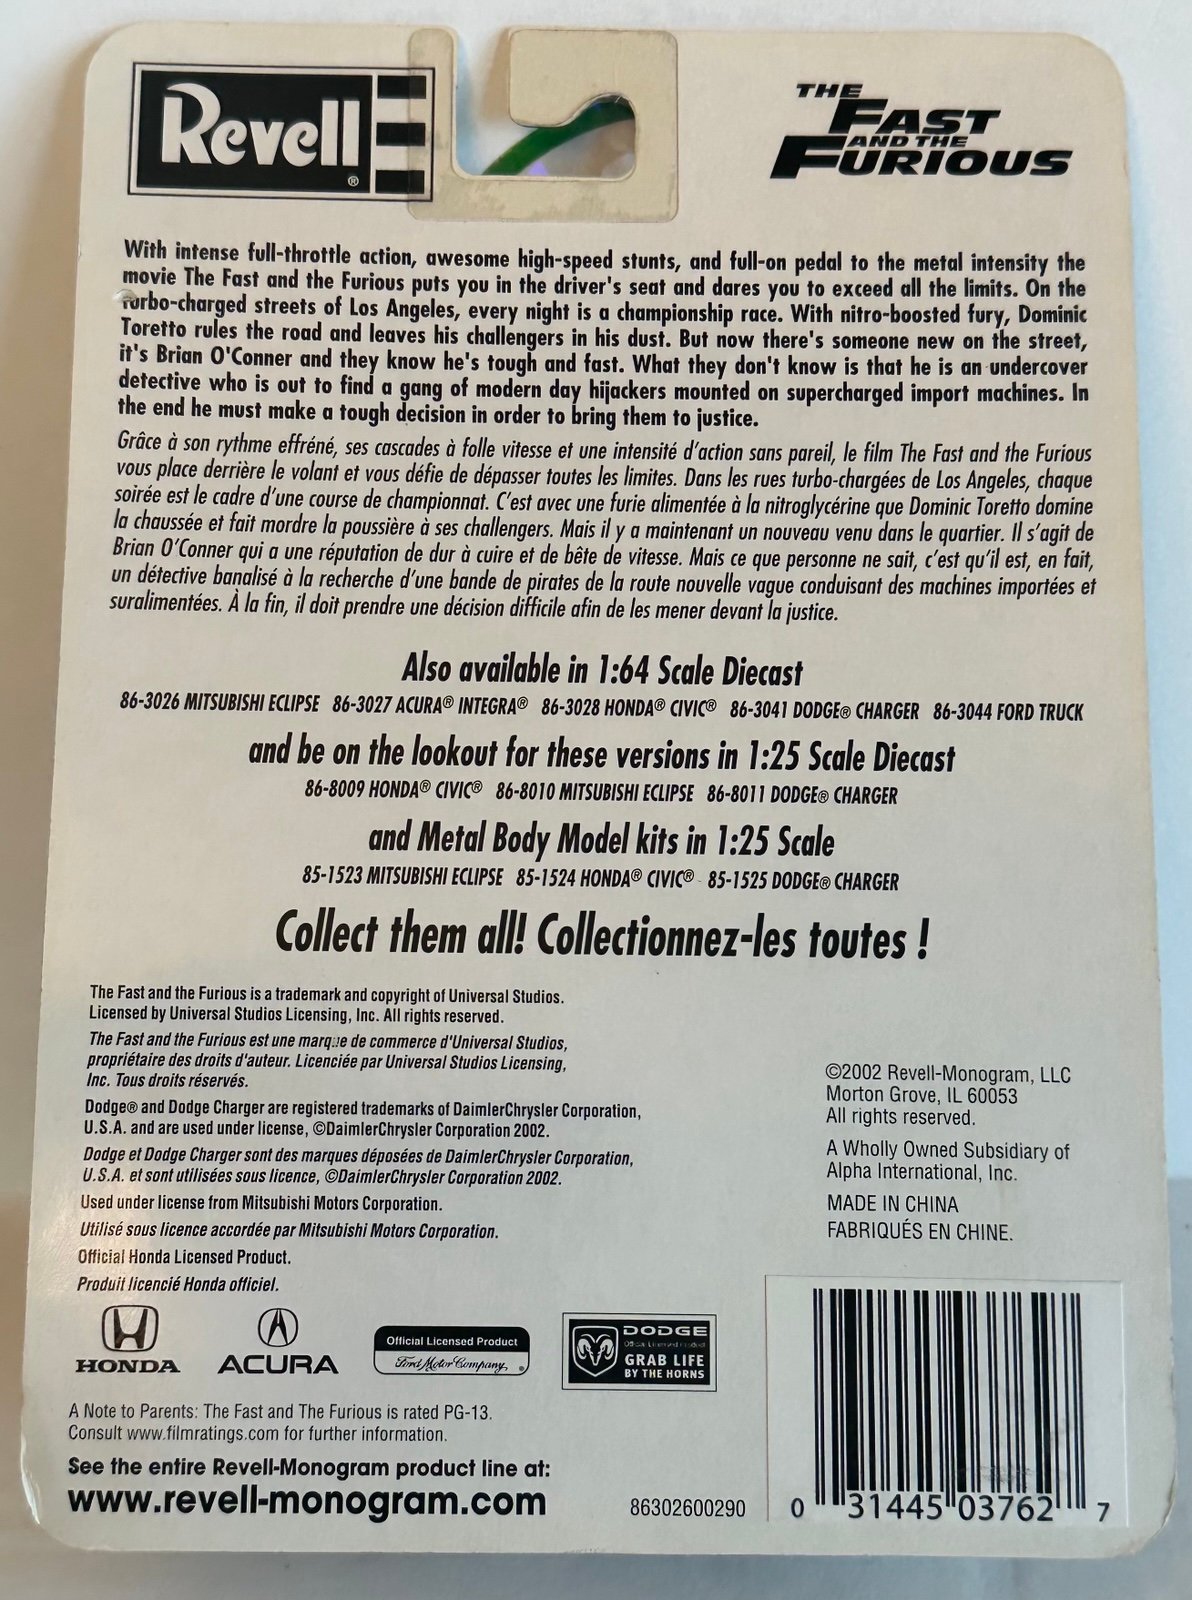 Revell®
THE
FAST
AND THE
FURIOUS
With intense full-throttle action, awesome high-speed stunts, and full-on pedal to the metal intensity the
movie The Fast and the Furious puts you in the driver's seat and dares you to exceed all the limits. On the
turbo-charged streets of Los Angeles, every night is a championship race. With nitro-boosted fury, Dominic
Toretto rules the road and leaves his challengers in his dust. But now there's someone new on the street,
it's Brian O'Conner and they know he's tough and fast. What they don't know is that he is an undercover
detective who is out to find a gang of modern day hijackers mounted on supercharged import machines. In
the end he must make a tough decision in order to bring them to justice.
Grâce à son rythme effréné, ses cascades à folle vitesse et une intensité d'action sans pareil, le film The Fast and the Furious
vous place derrière le volant et vous défie de dépasser toutes les limites. Dans les rues turbo-chargées de Los Angeles, chaque
soirée est le cadre d'une course de championnat. C'est avec une furie alimentée à la nitroglycérine que Dominic Toretto domine
la chaussée et fait mordre la poussière à ses challengers. Mais il y a maintenant un nouveau venu dans le quartier. Il s'agit de
Brian O'Conner qui a une réputation de dur à cuire et de bête de vitesse. Mais ce que personne ne sait, c'est qu'il est, en fait,
un détective banalisé à la recherche d'une bande de pirates de la route nouvelle vague conduisant des machines importées et
suralimentées. À la fin, il doit prendre une décision difficile afin de les mener devant la justice.
Also available in 1:64 Scale Diecast
86-3026 MITSUBISHI ECLIPSE 86-3027 ACURA® INTEGRA® 86-3028 HONDA® CIVIC® 86-3041 DODGE® CHARGER 86-3044 FORD TRUCK
and be on the lookout for these versions in 1:25 Scale Diecast
86-8009 HONDA® CIVIC® 86-8010 MITSUBISHI ECLIPSE 86-8011 DODGE® CHARGER
and Metal Body Model kits in 1:25 Scale
85-1523 MITSUBISHI ECLIPSE 85-1524 HONDA® CIVIC® 85-1525 DODGE® CHARGER
Collect them all! Collectionnez-les toutes !
The Fast and the Furious is a trademark and copyright of Universal Studios.
Licensed by Universal Studios Licensing, Inc. All rights reserved.
The Fast and the Furious est une marque de commerce d'Universal Studios,
propriétaire des droits d'auteur. Licenciée par Universal Studios Licensing,
Inc. Tous droits réservés.
Dodge® and Dodge Charger are registered trademarks of DaimlerChrysler Corporation,
U.S.A. and are used under license, ©DaimlerChrysler Corporation 2002.
Dodge et Dodge Charger sont des marques déposées de DaimlerChrysler Corporation,
U.S.A. et sont utilisées sous licence, ©DaimlerChrysler Corporation 2002.
Used under license from Mitsubishi Motors Corporation.
Utilisé sous licence accordée par Mitsubishi Motors Corporation.
Official Honda Licensed Product.
Produit licencié Honda officiel.
©2002 Revell-Monogram, LLC
Morton Grove, IL 60053
All rights reserved.
A Wholly Owned Subsidiary of
Alpha International, Inc.
MADE IN CHINA
FABRIQUÉS EN CHINE.
HONDA
ACURA
Official Licensed Product
Ford Motor Company ®
DODGE
Official Licensed Product
GRAB LIFE
BY THE HORNS
A Note to Parents: The Fast and The Furious is rated PG-13.
Consult www.filmratings.com for further information.
See the entire Revell-Monogram product line at:
www.revell-monogram.com
86302600290
0 31445 03762 7